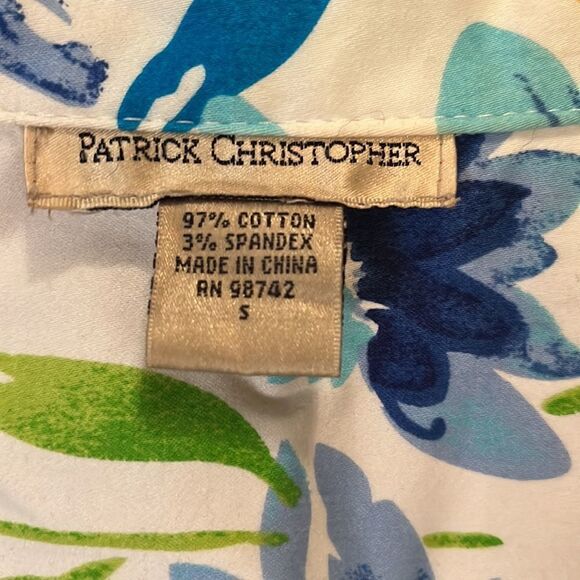 PATRICK CHRISTOPHER
97% COTTON
3% SPANDEX
MADE IN CHINA
RN 98742
S